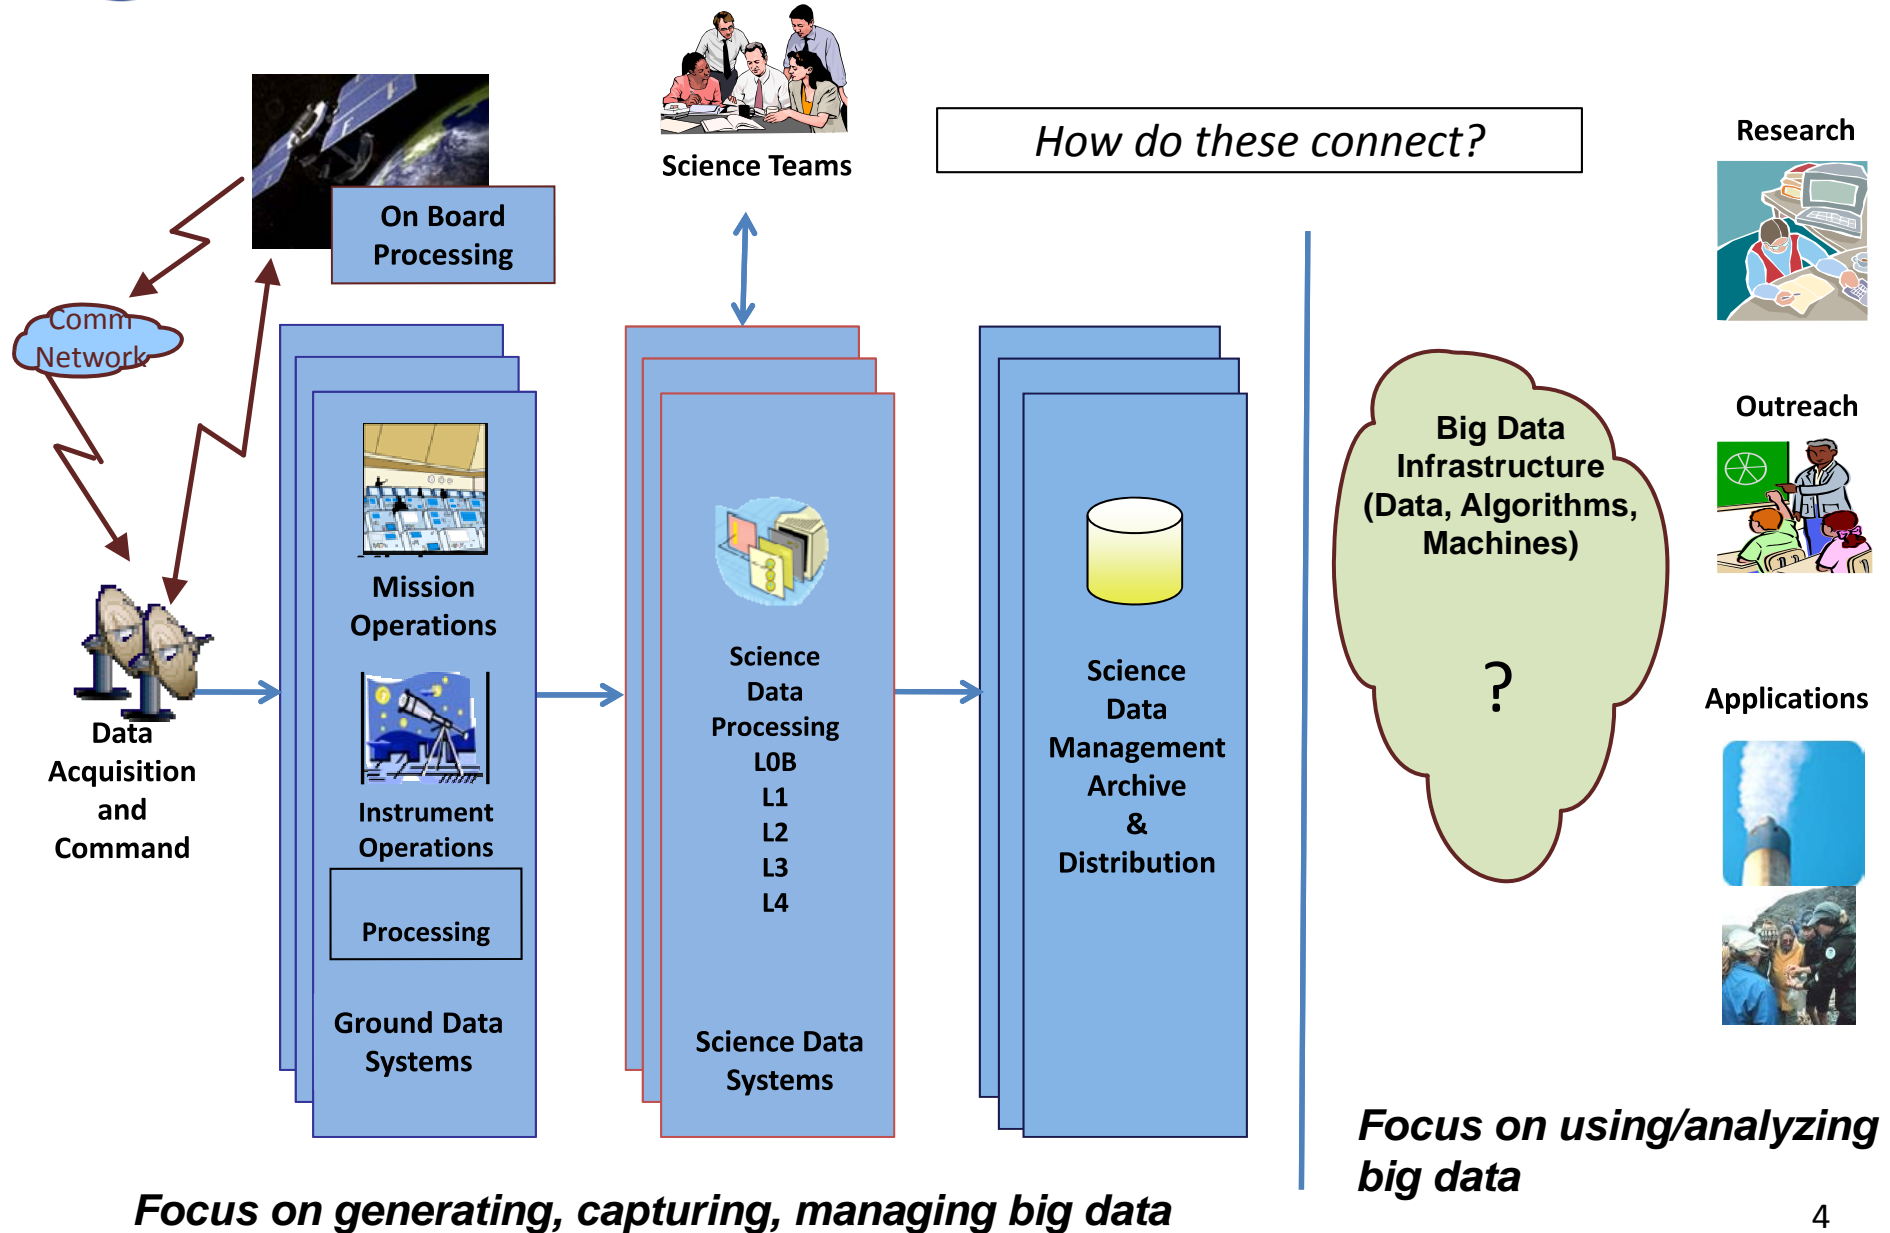 On Board
Processing
Science Teams
How do these connect?
Research
Comm
Network
Outreach
Big Data
Infrastructure
(Data, Algorithms,
Machines)
?
Mission
Operations
Instrument
Operations
Processing
Ground Data
Systems
Science
Data
Processing
L0B
L1
L2
L3
L4
Science Data
Systems
Science
Data
Management
Archive
&
Distribution
Applications
Data
Acquisition
and
Command
Focus on using/analyzing
big data
Focus on generating, capturing, managing big data
4